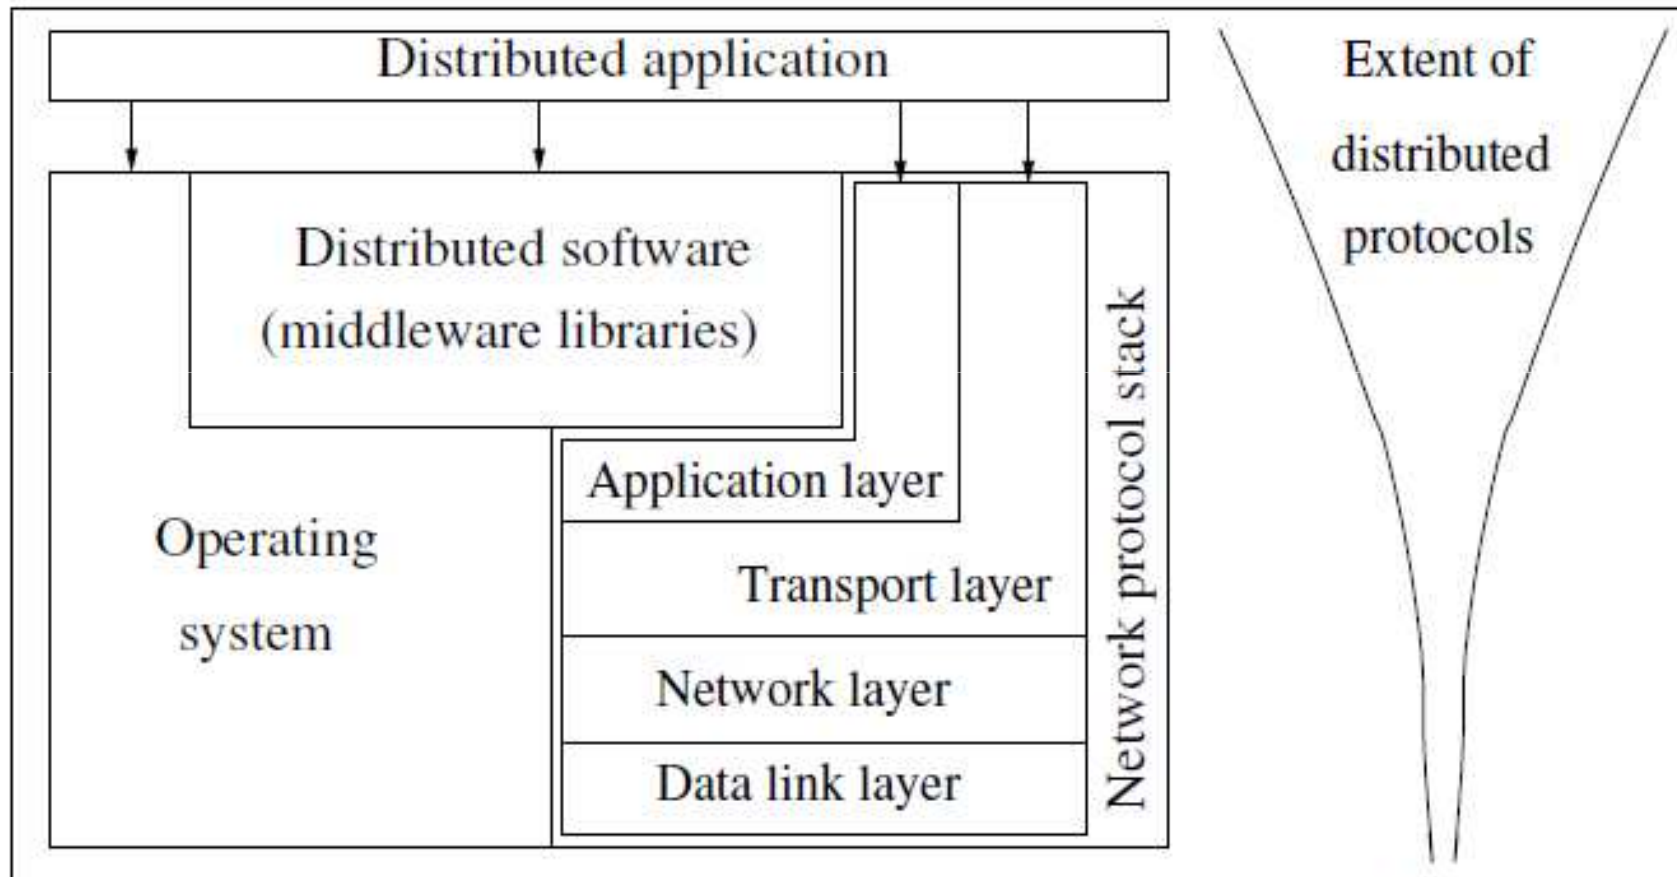 Distributed application
Extent of
distributed
protocols
Distributed software
(middleware libraries)
Network protocol stack
Application layer
Operating
system
Transport layer
Network layer
Data link layer